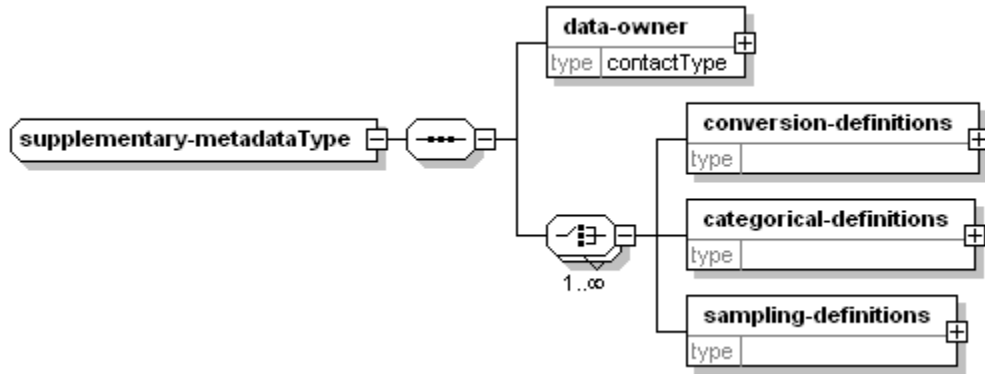 data-owner
type contactType
supplementary-metadataType
conversion-definitions
type
categorical-definitions
type
1..∞
sampling-definitions
type